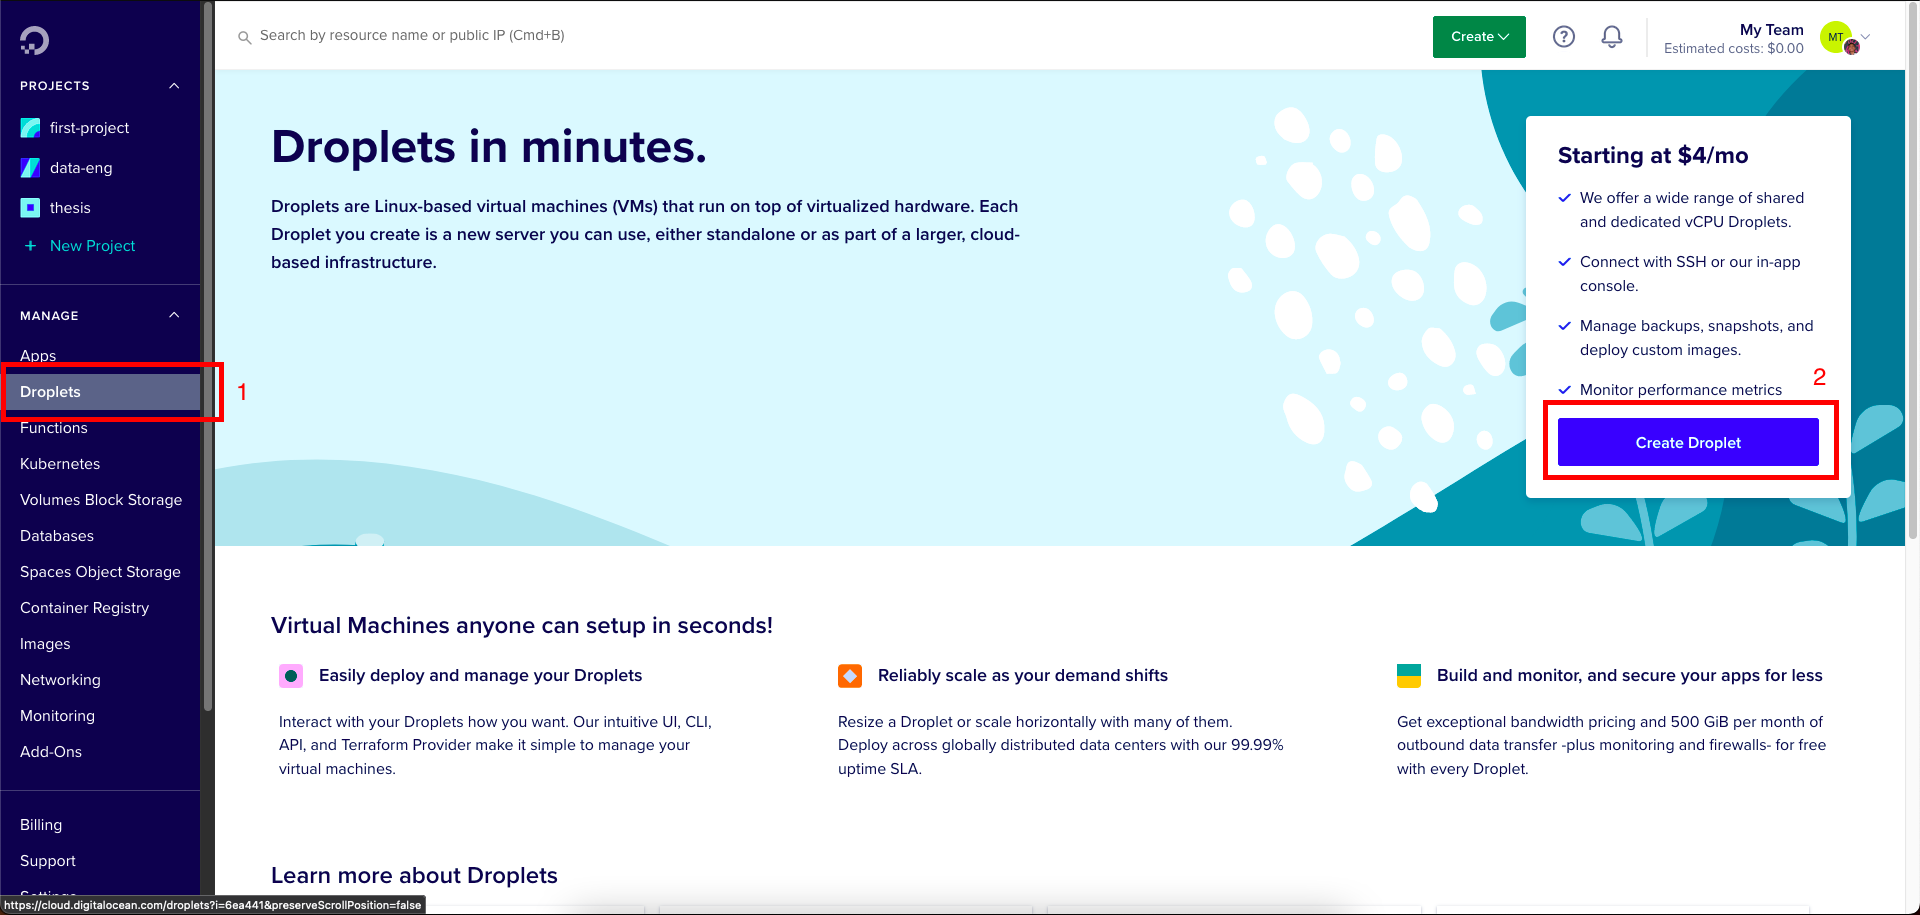 Search by resource name or public IP (Cmd+B)
Create
My Team
Estimated costs: $0.00
MT
PROJECTS
first-project
data-eng
thesis
+ New Project
MANAGE
Apps
Droplets
1
Functions
Kubernetes
Volumes Block Storage
Databases
Spaces Object Storage
Container Registry
Images
Networking
Monitoring
Add-Ons
Billing
Support
Settings
https://cloud.digitalocean.com/droplets?i=6ea441&preserveScrollPosition=false
Droplets in minutes.
Droplets are Linux-based virtual machines (VMs) that run on top of virtualized hardware. Each
Droplet you create is a new server you can use, either standalone or as part of a larger, cloud-
based infrastructure.
Starting at $4/mo
We offer a wide range of shared
and dedicated vCPU Droplets.
Connect with SSH or our in-app
console.
Manage backups, snapshots, and
deploy custom images.
2
Monitor performance metrics
Create Droplet
Virtual Machines anyone can setup in seconds!
Easily deploy and manage your Droplets
Interact with your Droplets how you want. Our intuitive UI, CLI,
API, and Terraform Provider make it simple to manage your
virtual machines.
Reliably scale as your demand shifts
Resize a Droplet or scale horizontally with many of them.
Deploy across globally distributed data centers with our 99.99%
uptime SLA.
Build and monitor, and secure your apps for less
Get exceptional bandwidth pricing and 500 GiB per month of
outbound data transfer -plus monitoring and firewalls- for free
with every Droplet.
Learn more about Droplets